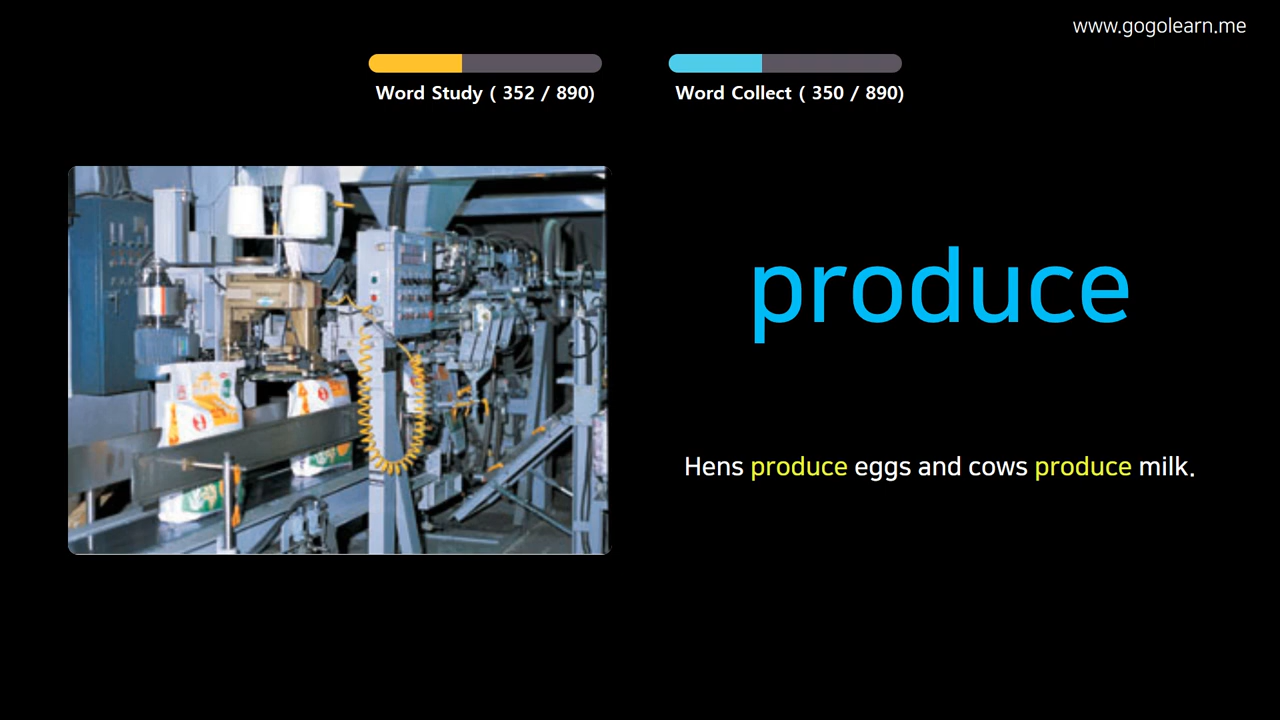 www.gogolearn.me
Word Study ( 352 / 890)
Word Collect ( 350 / 890)
produce
Hens produce eggs and cows produce milk.